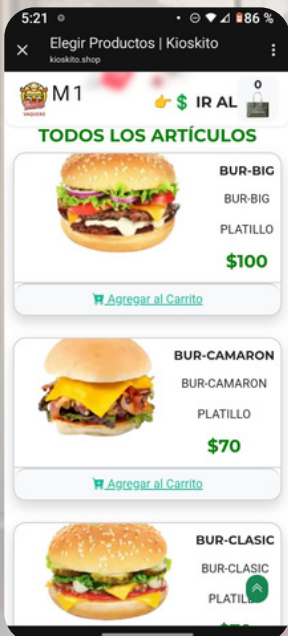 5:21
86 %
Elegir Productos | Kioskito
kioskito.shop
M1
$ IR AL
0
VAQUERO
TODOS LOS ARTÍCULOS
BUR-BIG
BUR-BIG
PLATILLO
$100
Agregar al Carrito
BUR-CAMARON
BUR-CAMARON
PLATILLO
$70
Agregar al Carrito
BUR-CLASIC
BUR-CLASIC